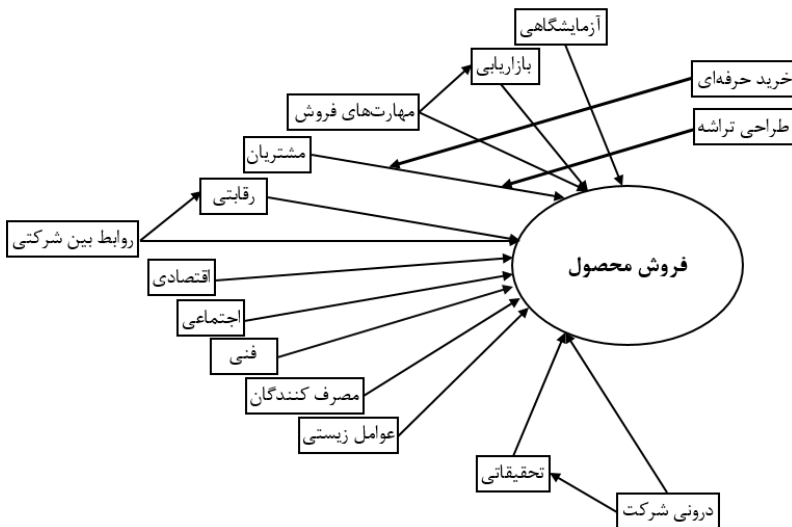 آزمایشگاهی
بازاریابی
خرید حرفه‌ای
مهارت‌های فروش
طراحی تراشه
مشتریان
رقابتی
روابط بین شرکتی
فروش محصول
اقتصادی
اجتماعی
فنی
مصرف کنندگان
عوامل زیستی
تحقیقاتی
درونی شرکت